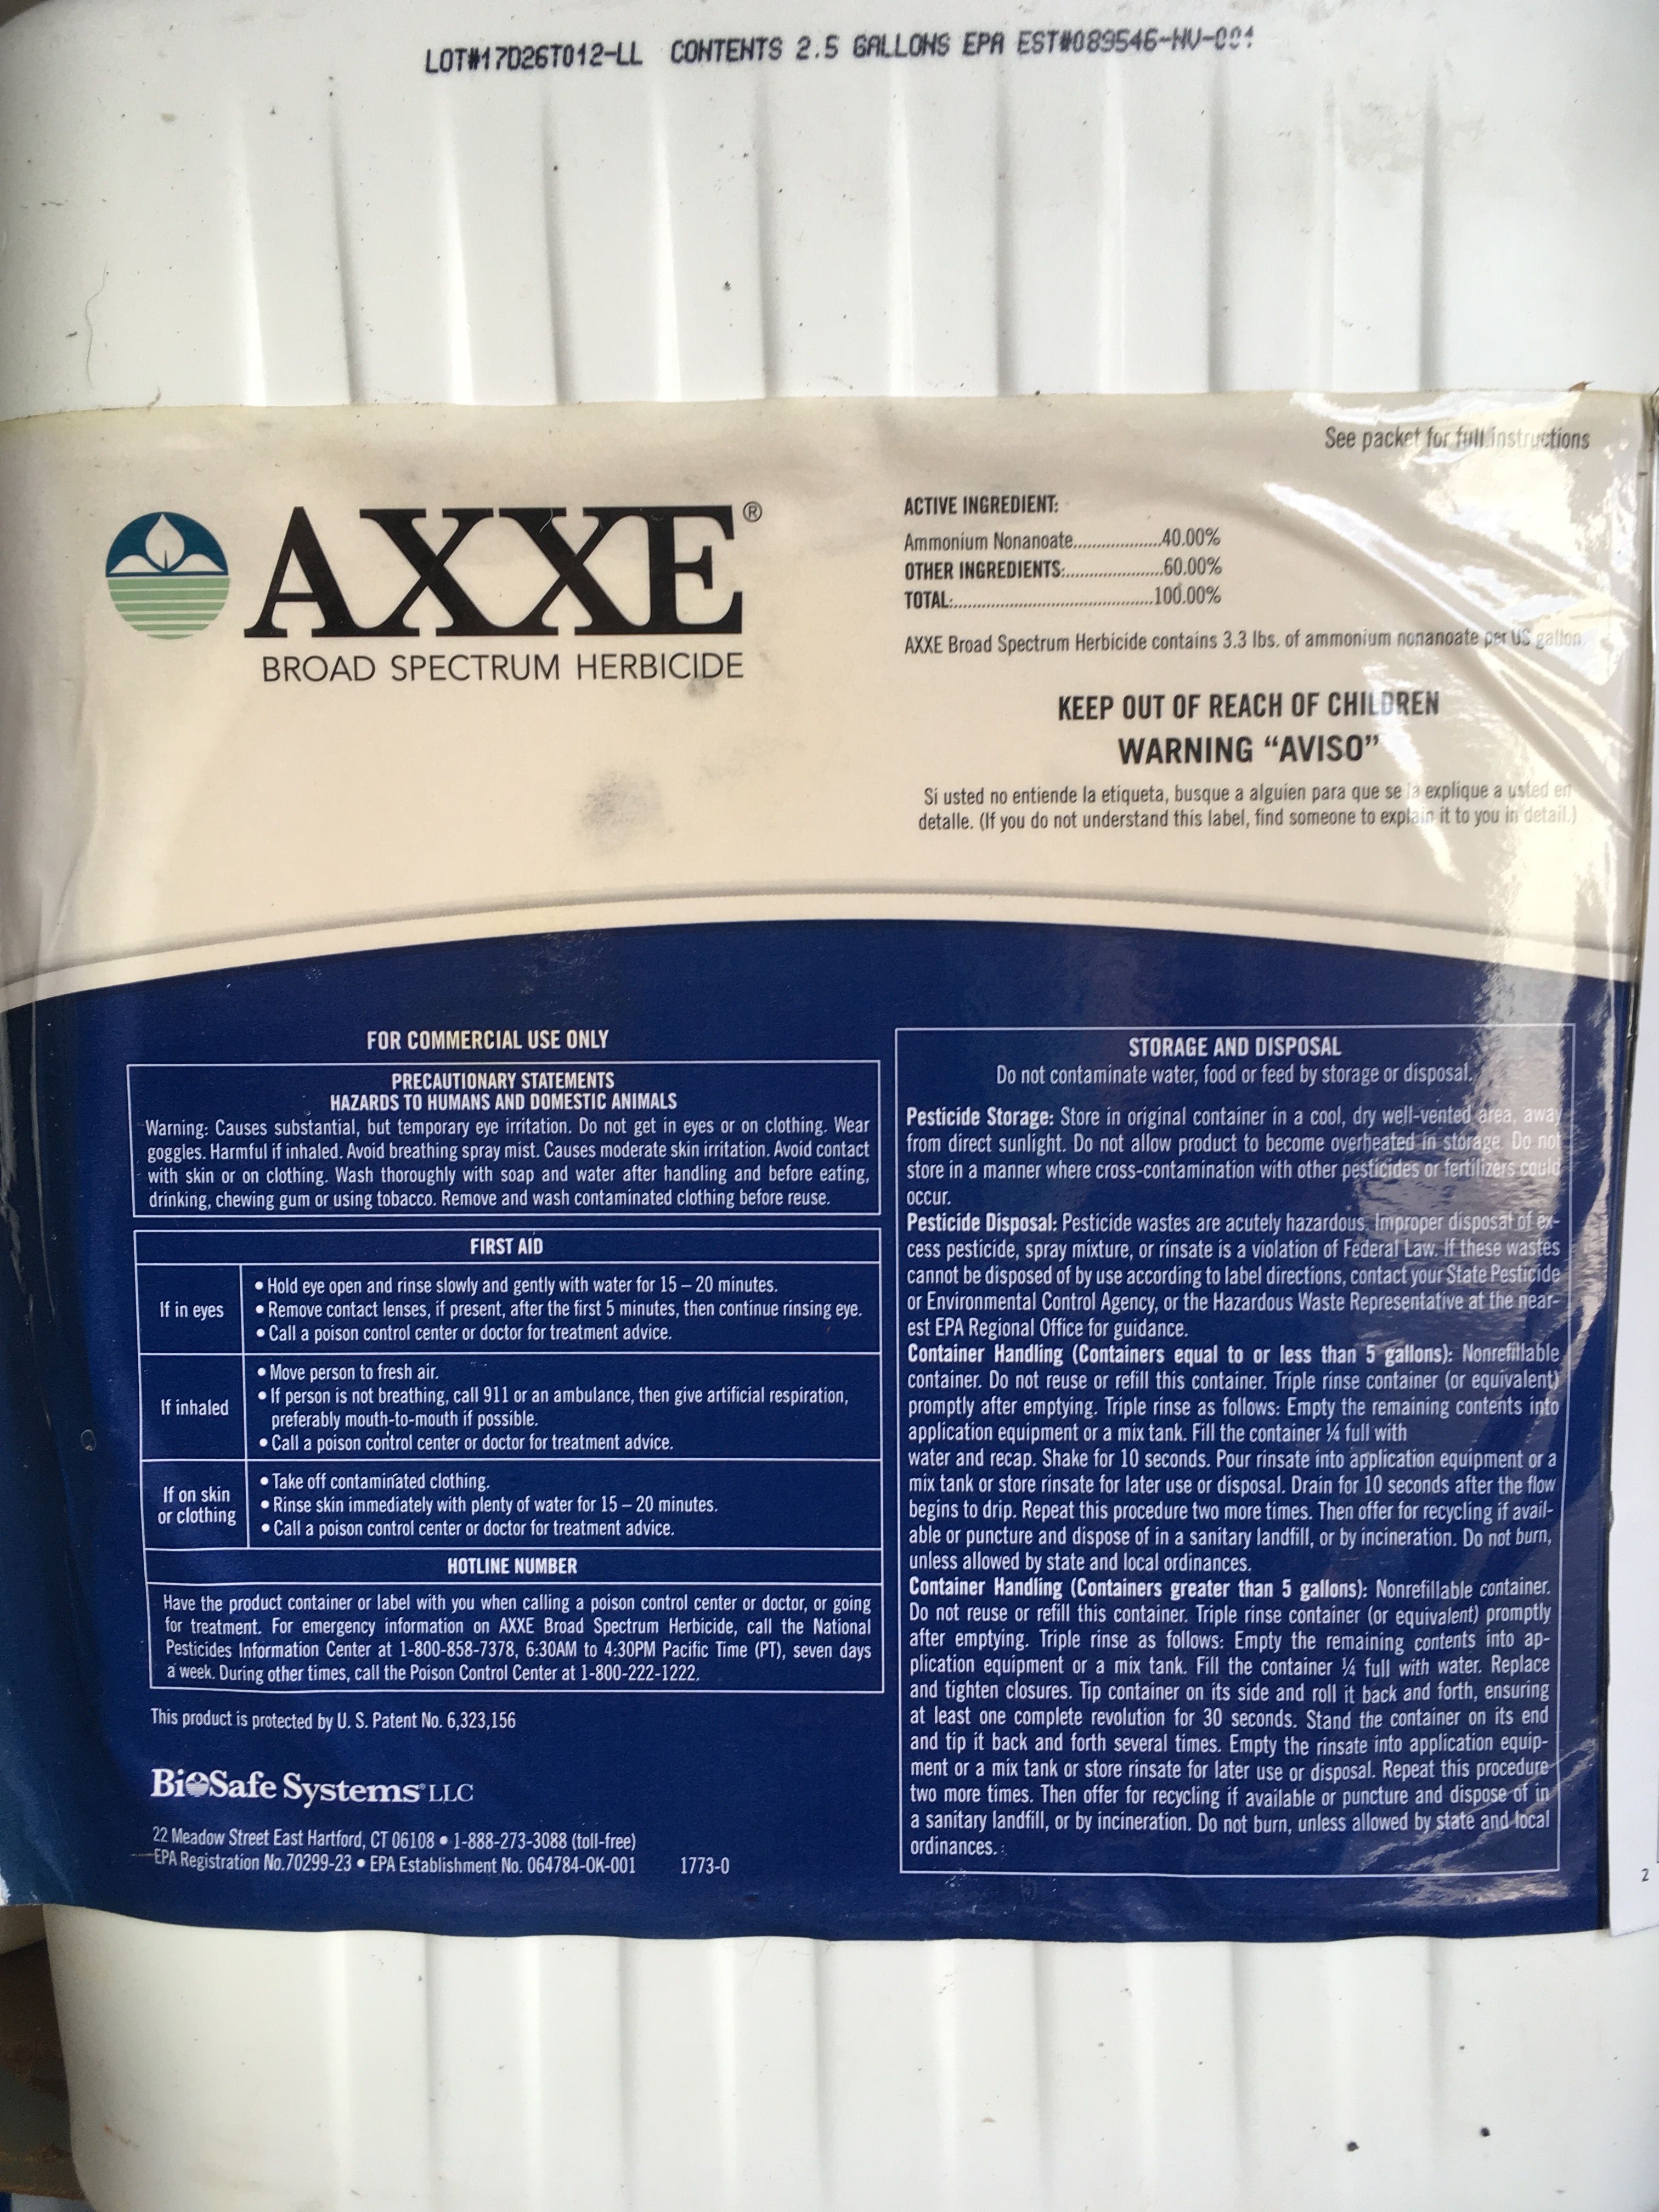 LOT#17D26T012-LL CONTENTS 2.5 GALLONS EPA EST#089546-NV-001
See packet for full instructions
AXXE®
BROAD SPECTRUM HERBICIDE
ACTIVE INGREDIENT:
Ammonium Nonanoate...................40.00%
OTHER INGREDIENTS:.....................60.00%
TOTAL:..........................................100.00%
AXXE Broad Spectrum Herbicide contains 3.3 lbs. of ammonium nonanoate per US gallon.
KEEP OUT OF REACH OF CHILDREN
WARNING “AVISO”
Si usted no entiende la etiqueta, busque a alguien para que se la explique a usted en
detalle. (If you do not understand this label, find someone to explain it to you in detail.)
FOR COMMERCIAL USE ONLY
PRECAUTIONARY STATEMENTS
HAZARDS TO HUMANS AND DOMESTIC ANIMALS
Warning: Causes substantial, but temporary eye irritation. Do not get in eyes or on clothing. Wear
goggles. Harmful if inhaled. Avoid breathing spray mist. Causes moderate skin irritation. Avoid contact
with skin or on clothing. Wash thoroughly with soap and water after handling and before eating,
drinking, chewing gum or using tobacco. Remove and wash contaminated clothing before reuse.
FIRST AID
If in eyes
• Hold eye open and rinse slowly and gently with water for 15 – 20 minutes.
• Remove contact lenses, if present, after the first 5 minutes, then continue rinsing eye.
• Call a poison control center or doctor for treatment advice.
If inhaled
• Move person to fresh air.
• If person is not breathing, call 911 or an ambulance, then give artificial respiration,
preferably mouth-to-mouth if possible.
• Call a poison control center or doctor for treatment advice.
If on skin
or clothing
• Take off contaminated clothing.
• Rinse skin immediately with plenty of water for 15 – 20 minutes.
• Call a poison control center or doctor for treatment advice.
HOTLINE NUMBER
Have the product container or label with you when calling a poison control center or doctor, or going
for treatment. For emergency information on AXXE Broad Spectrum Herbicide, call the National
Pesticides Information Center at 1-800-858-7378, 6:30AM to 4:30PM Pacific Time (PT), seven days
a week. During other times, call the Poison Control Center at 1-800-222-1222.
This product is protected by U. S. Patent No. 6,323,156
BioSafe Systems® LLC
22 Meadow Street East Hartford, CT 06108 • 1-888-273-3088 (toll-free)
EPA Registration No.70299-23 • EPA Establishment No. 064784-OK-001 1773-0
STORAGE AND DISPOSAL
Do not contaminate water, food or feed by storage or disposal.
Pesticide Storage: Store in original container in a cool, dry well-vented area, away
from direct sunlight. Do not allow product to become overheated in storage. Do not
store in a manner where cross-contamination with other pesticides or fertilizers could
occur.
Pesticide Disposal: Pesticide wastes are acutely hazardous. Improper disposal of ex-
cess pesticide, spray mixture, or rinsate is a violation of Federal Law. If these wastes
cannot be disposed of by use according to label directions, contact your State Pesticide
or Environmental Control Agency, or the Hazardous Waste Representative at the near-
est EPA Regional Office for guidance.
Container Handling (Containers equal to or less than 5 gallons): Nonrefillable
container. Do not reuse or refill this container. Triple rinse container (or equivalent)
promptly after emptying. Triple rinse as follows: Empty the remaining contents into
application equipment or a mix tank. Fill the container ¼ full with
water and recap. Shake for 10 seconds. Pour rinsate into application equipment or a
mix tank or store rinsate for later use or disposal. Drain for 10 seconds after the flow
begins to drip. Repeat this procedure two more times. Then offer for recycling if avail-
able or puncture and dispose of in a sanitary landfill, or by incineration. Do not burn,
unless allowed by state and local ordinances.
Container Handling (Containers greater than 5 gallons): Nonrefillable container.
Do not reuse or refill this container. Triple rinse container (or equivalent) promptly
after emptying. Triple rinse as follows: Empty the remaining contents into ap-
plication equipment or a mix tank. Fill the container ¼ full with water. Replace
and tighten closures. Tip container on its side and roll it back and forth, ensuring
at least one complete revolution for 30 seconds. Stand the container on its end
and tip it back and forth several times. Empty the rinsate into application equip-
ment or a mix tank or store rinsate for later use or disposal. Repeat this procedure
two more times. Then offer for recycling if available or puncture and dispose of in
a sanitary landfill, or by incineration. Do not burn, unless allowed by state and local
ordinances.
2